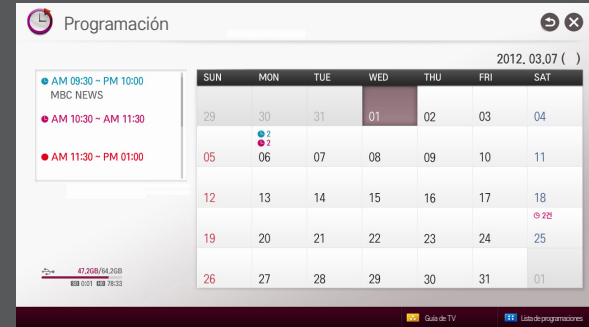 Programación
2012. 03.07 ( )
AM 09:30 ~ PM 10:00
MBC NEWS
AM 10:30 ~ AM 11:30
AM 11:30 ~ PM 01:00
SUN MON TUE WED THU FRI SAT
29 30 31 01 02 03 04
2
2
05 06 07 08 09 10 11
12 13 14 15 16 17 18
2건
19 20 21 22 23 24 25
26 27 28 29 30 31 01
47,2GB/64,2GB
SD 0:01 HD 78:33
Guía de TV
Lista de programaciones